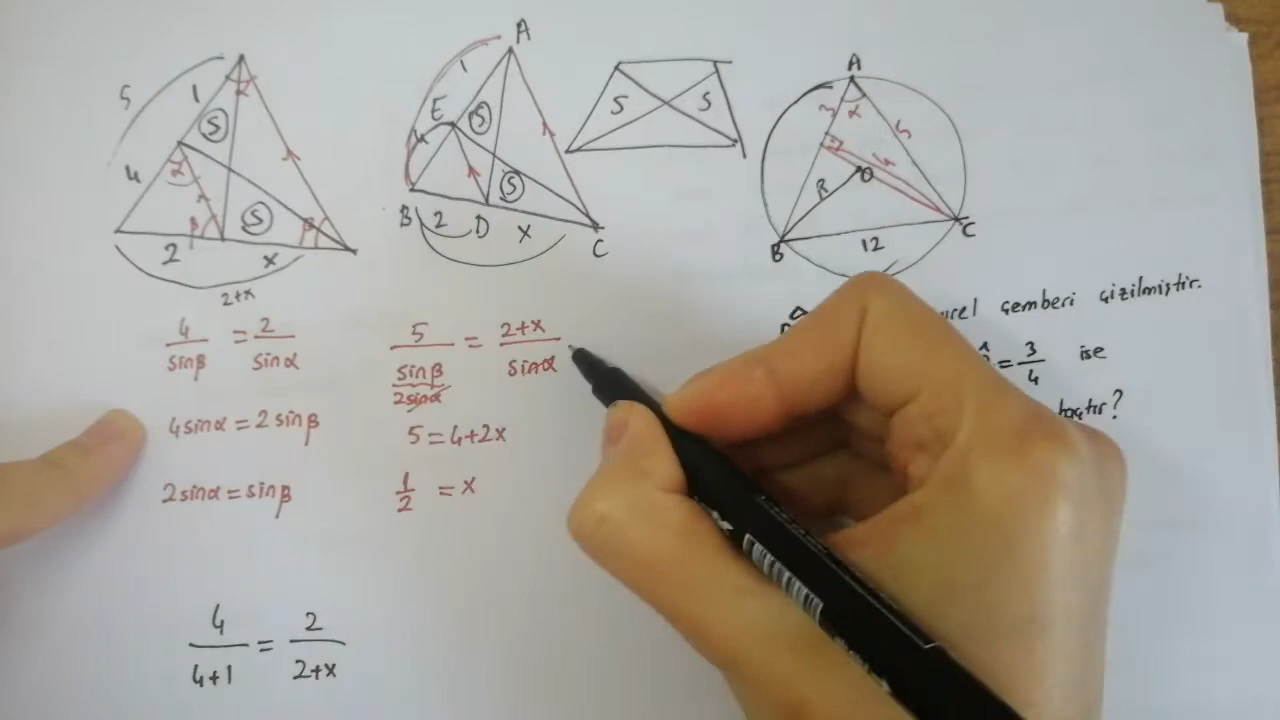 5
1
α
S
4
α
β
S
β
2
x
2+x
A
1
E
S
4
S
B
2
D
x
C
S
S
A
3
α
5
4
R
O
B
12
C
çemberi çizilmiştir.
= 3/4 ise
4/sinβ = 2/sinα
4sinα = 2sinβ
2sinα = sinβ
5/sinβ = 2+x/sinα
2sinα
5 = 4+2x
1/2 = x
4/4+1 = 2/2+x